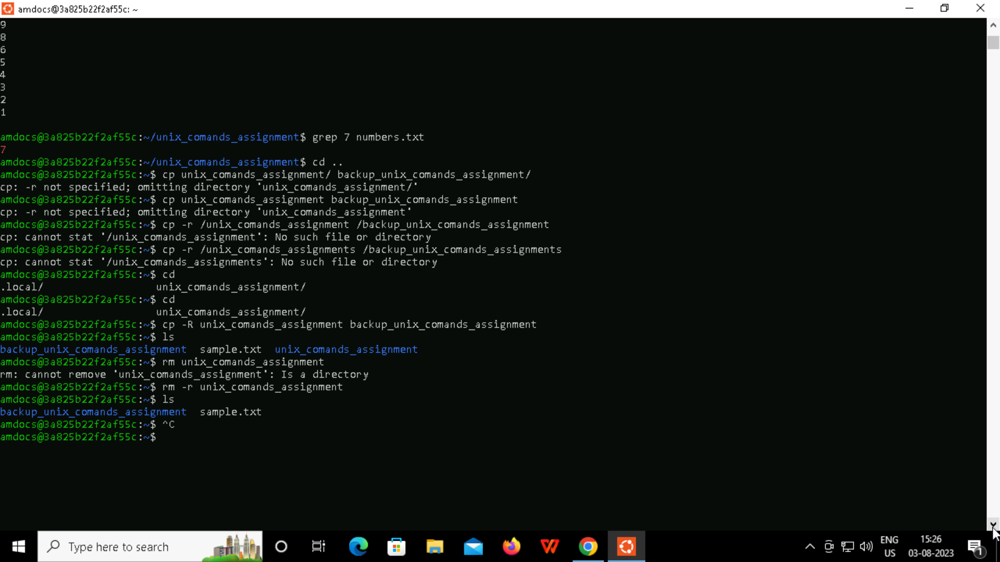 amdocs@3a825b22f2af55c: ~
9
8
6
5
4
3
2
1
amdocs@3a825b22f2af55c:~/unix_comands_assignment$ grep 7 numbers.txt
7
amdocs@3a825b22f2af55c:~/unix_comands_assignment$ cd ..
amdocs@3a825b22f2af55c:~$ cp unix_comands_assignment/ backup_unix_comands_assignment/
cp: -r not specified; omitting directory 'unix_comands_assignment/'
amdocs@3a825b22f2af55c:~$ cp unix_comands_assignment backup_unix_comands_assignment
cp: -r not specified; omitting directory 'unix_comands_assignment'
amdocs@3a825b22f2af55c:~$ cp -r /unix_comands_assignment /backup_unix_comands_assignment
cp: cannot stat '/unix_comands_assignment': No such file or directory
amdocs@3a825b22f2af55c:~$ cp -r /unix_comands_assignments /backup_unix_comands_assignments
cp: cannot stat '/unix_comands_assignments': No such file or directory
amdocs@3a825b22f2af55c:~$ cd
.local/                  unix_comands_assignment/
amdocs@3a825b22f2af55c:~$ cd
.local/                  unix_comands_assignment/
amdocs@3a825b22f2af55c:~$ cp -R unix_comands_assignment backup_unix_comands_assignment
amdocs@3a825b22f2af55c:~$ ls
backup_unix_comands_assignment  sample.txt  unix_comands_assignment
amdocs@3a825b22f2af55c:~$ rm unix_comands_assignment
rm: cannot remove 'unix_comands_assignment': Is a directory
amdocs@3a825b22f2af55c:~$ rm -r unix_comands_assignment
amdocs@3a825b22f2af55c:~$ ls
backup_unix_comands_assignment  sample.txt
amdocs@3a825b22f2af55c:~$ ^C
amdocs@3a825b22f2af55c:~$
Type here to search
ENG
US
15:26
03-08-2023
1